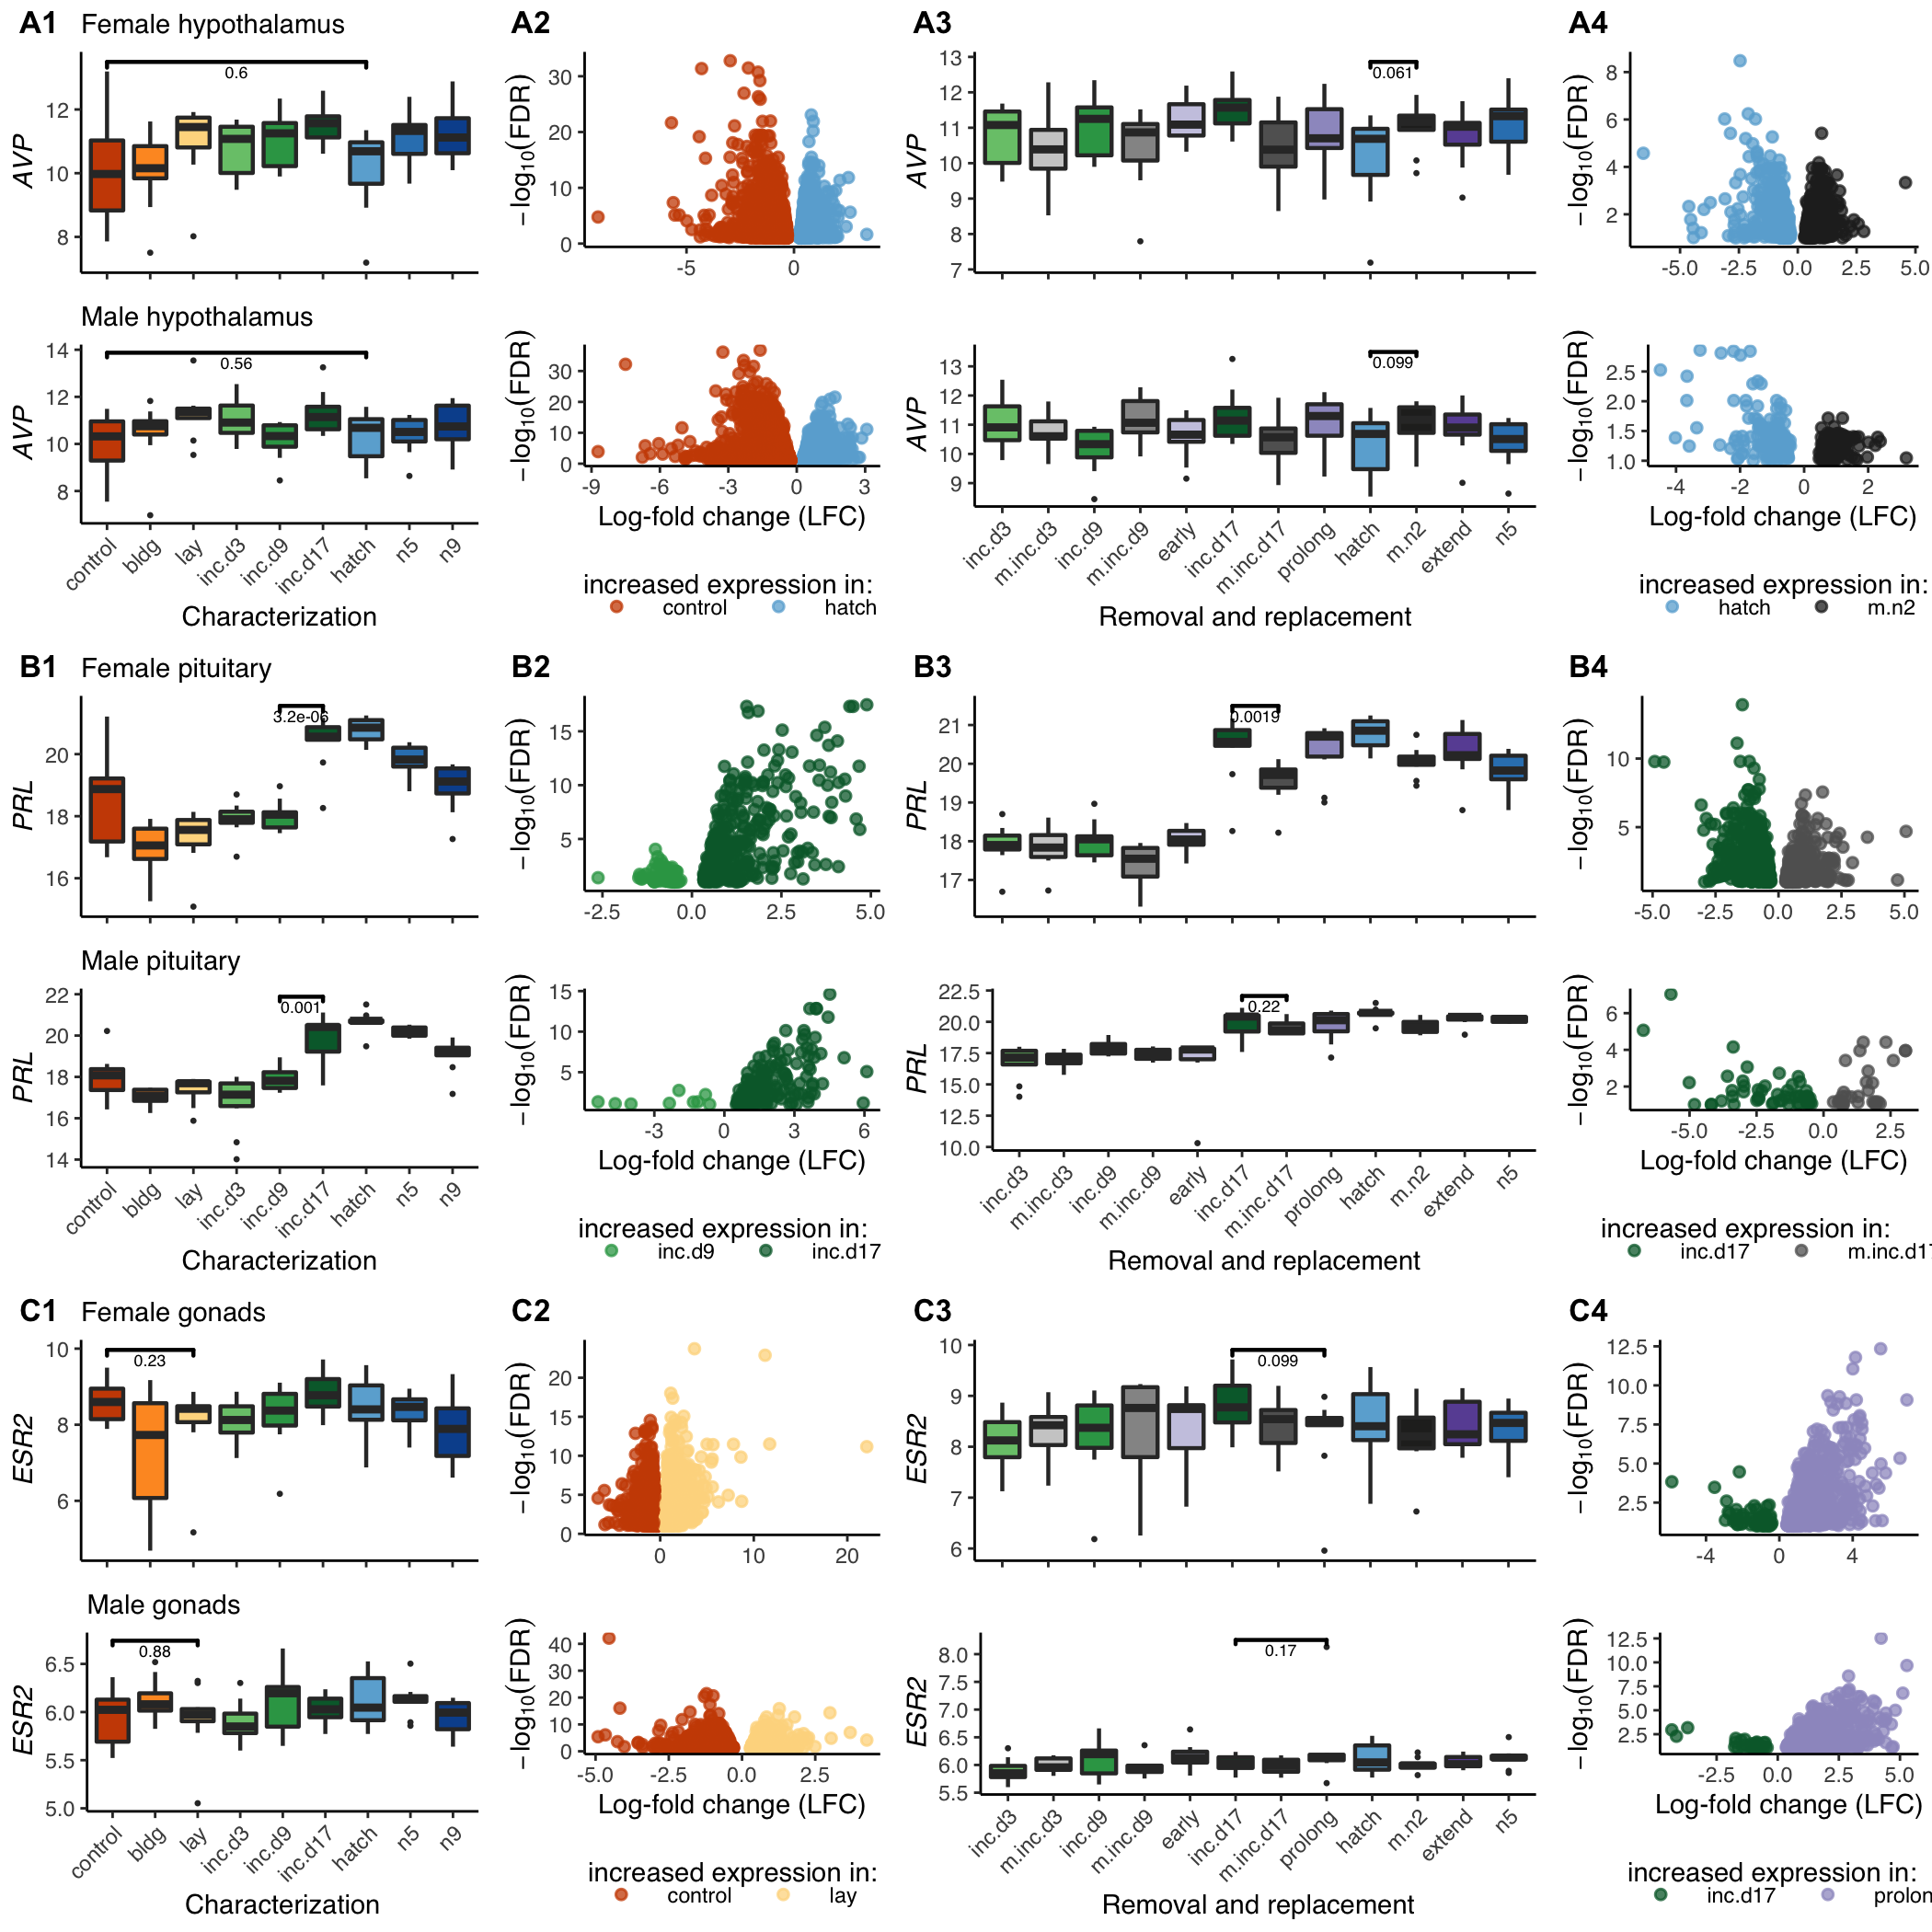 A1 Female hypothalamus A2 A3 A4
AVP
12
10
8
0.6
−log10(FDR)
30
20
10
0
-5 0
AVP
13
12
11
10
9
8
7
0.061
−log10(FDR)
8
6
4
2
-5.0 -2.5 0.0 2.5 5.0
Male hypothalamus
AVP
14
12
10
8
0.56
control bldg lay inc.d3 inc.d9 inc.d17 hatch n5 n9
Characterization
−log10(FDR)
30
20
10
0
-9 -6 -3 0 3
Log-fold change (LFC)
increased expression in:
control hatch
AVP
13
12
11
10
9
0.099
inc.d3 m.inc.d3 inc.d9 m.inc.d9 early inc.d17 m.inc.d17 prolong hatch m.n2 extend n5
Removal and replacement
−log10(FDR)
2.5
2.0
1.5
1.0
-4 -2 0 2
Log-fold change (LFC)
increased expression in:
hatch m.n2
B1 Female pituitary B2 B3 B4
PRL
20
18
16
3.2e-06
−log10(FDR)
15
10
5
-2.5 0.0 2.5 5.0
PRL
21
20
19
18
17
0.0019
−log10(FDR)
10
5
-5.0 -2.5 0.0 2.5 5.0
Male pituitary
PRL
22
20
18
16
14
0.001
control bldg lay inc.d3 inc.d9 inc.d17 hatch n5 n9
Characterization
−log10(FDR)
15
10
5
-3 0 3 6
Log-fold change (LFC)
increased expression in:
inc.d9 inc.d17
PRL
22.5
20.0
17.5
15.0
12.5
10.0
0.22
inc.d3 m.inc.d3 inc.d9 m.inc.d9 early inc.d17 m.inc.d17 prolong hatch m.n2 extend n5
Removal and replacement
−log10(FDR)
6
4
2
-5.0 -2.5 0.0 2.5
Log-fold change (LFC)
increased expression in:
inc.d17 m.inc.d17
C1 Female gonads C2 C3 C4
ESR2
10
8
6
0.23
−log10(FDR)
20
15
10
5
0
0 10 20
ESR2
10
9
8
7
6
0.099
−log10(FDR)
12.5
10.0
7.5
5.0
2.5
-4 0 4
Male gonads
ESR2
6.5
6.0
5.5
5.0
0.88
control bldg lay inc.d3 inc.d9 inc.d17 hatch n5 n9
Characterization
−log10(FDR)
40
30
20
10
0
-5.0 -2.5 0.0 2.5
Log-fold change (LFC)
increased expression in:
control lay
ESR2
8.0
7.5
7.0
6.5
6.0
5.5
0.17
inc.d3 m.inc.d3 inc.d9 m.inc.d9 early inc.d17 m.inc.d17 prolong hatch m.n2 extend n5
Removal and replacement
−log10(FDR)
12.5
10.0
7.5
5.0
2.5
-2.5 0.0 2.5 5.0
Log-fold change (LFC)
increased expression in:
inc.d17 prolon